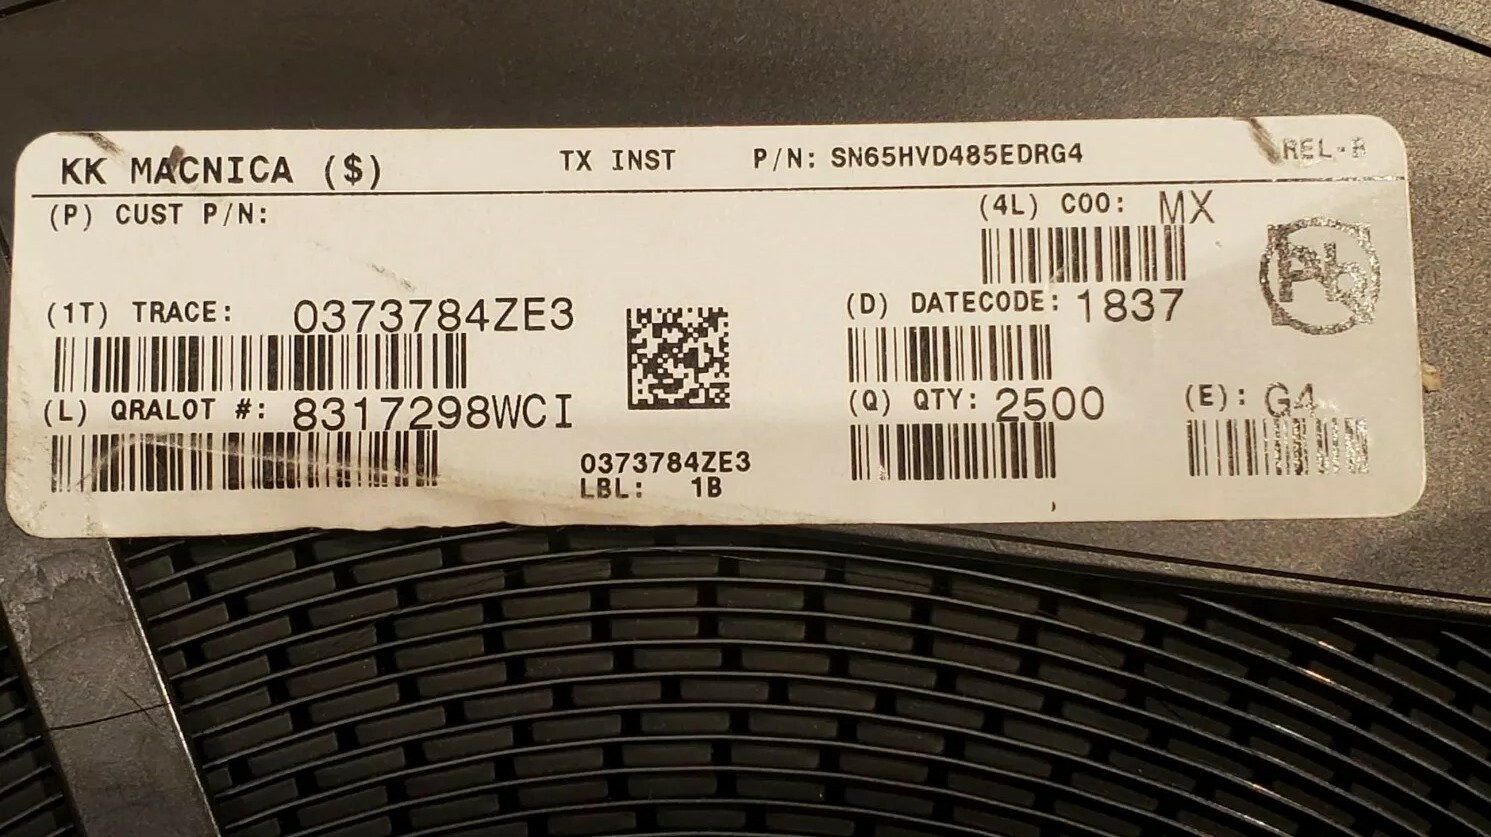 KK MACNICA ($) TX INST P/N: SN65HVD485EDRG4 REL-B
(P) CUST P/N: (4L) COO: MX
Pb
(1T) TRACE: 0373784ZE3 (D) DATECODE: 1837
(L) QRALOT #: 8317298WCI (Q) QTY: 2500 (E): G4
0373784ZE3
LBL: 1B